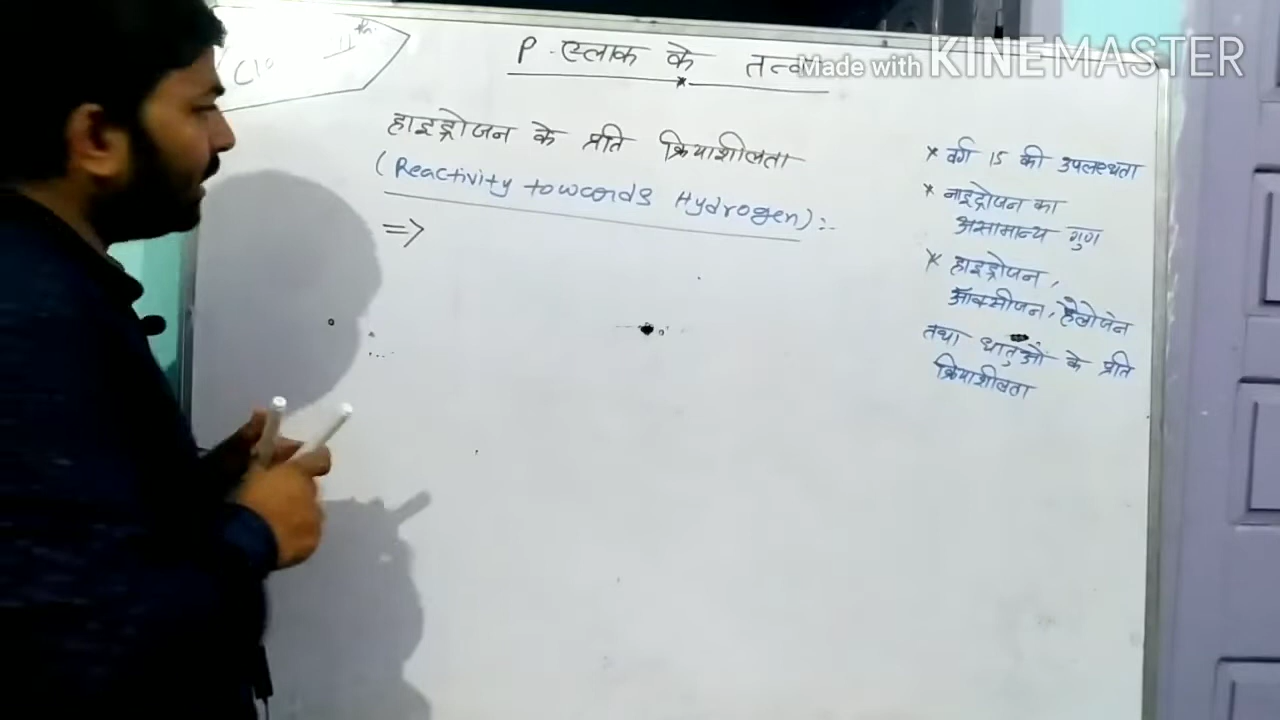 Made with KINEMASTER
11th
P-ब्लाक के तत्व
हाइड्रोजन के प्रति क्रियाशीलता
(Reactivity towards Hydrogen):-
=>
* वर्ग 15 की उपलब्धता
* नाइट्रोजन का
असामान्य गुण
* हाइड्रोजन,
ऑक्सीजन, हैलोजेन
तथा धातुओं के प्रति
क्रियाशीलता